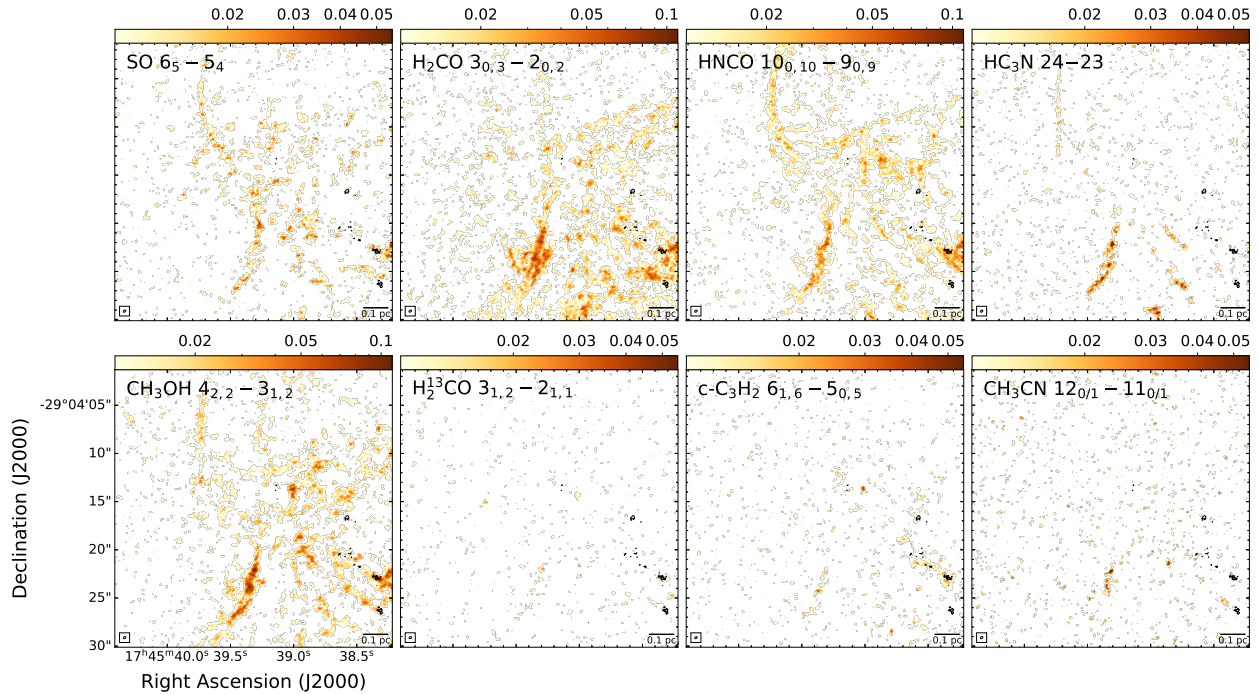 0.02 0.03 0.04 0.05 0.02 0.05 0.1 0.02 0.05 0.1 0.02 0.03 0.04 0.05
SO 6₅−5₄ H₂CO 3₀,₃−2₀,₂ HNCO 10₀,₁₀−9₀,₉ HC₃N 24−23
0.1 pc 0.1 pc 0.1 pc 0.1 pc
0.02 0.05 0.1 0.02 0.03 0.04 0.05 0.02 0.03 0.04 0.05 0.02 0.03 0.04 0.05
CH₃OH 4₂,₂−3₁,₂ H₂¹³CO 3₁,₂−2₁,₁ c-C₃H₂ 6₁,₆−5₀,₅ CH₃CN 12₀/₁−11₀/₁
-29°04'05"
10"
15"
20"
25"
30"
Declination (J2000)
0.1 pc 0.1 pc 0.1 pc 0.1 pc
17ʰ45ᵐ40.0ˢ 39.5ˢ 39.0ˢ 38.5ˢ
Right Ascension (J2000)